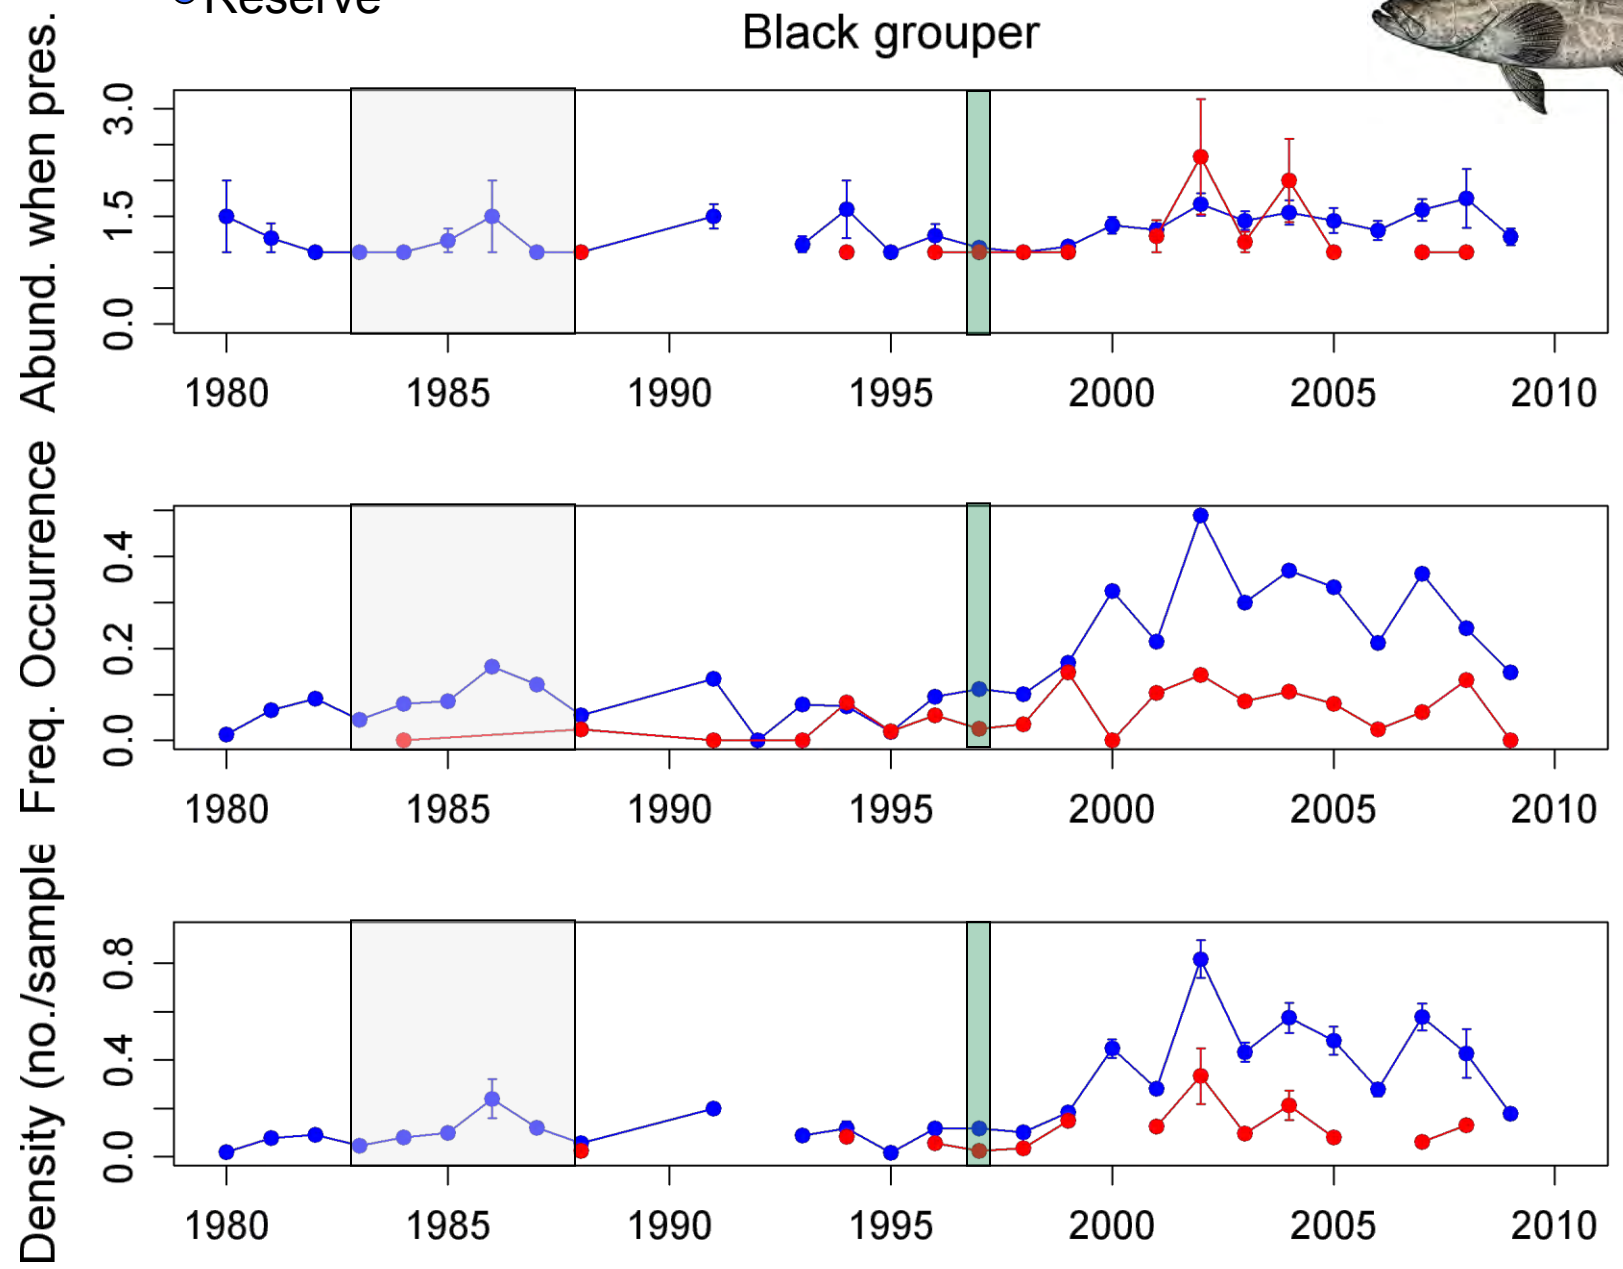 Reserve
Black grouper
Abund. when pres.
3.0
1.5
0.0
1980 1985 1990 1995 2000 2005 2010
Freq. Occurrence
0.4
0.2
0.0
1980 1985 1990 1995 2000 2005 2010
Density (no./sample
0.8
0.4
0.0
1980 1985 1990 1995 2000 2005 2010